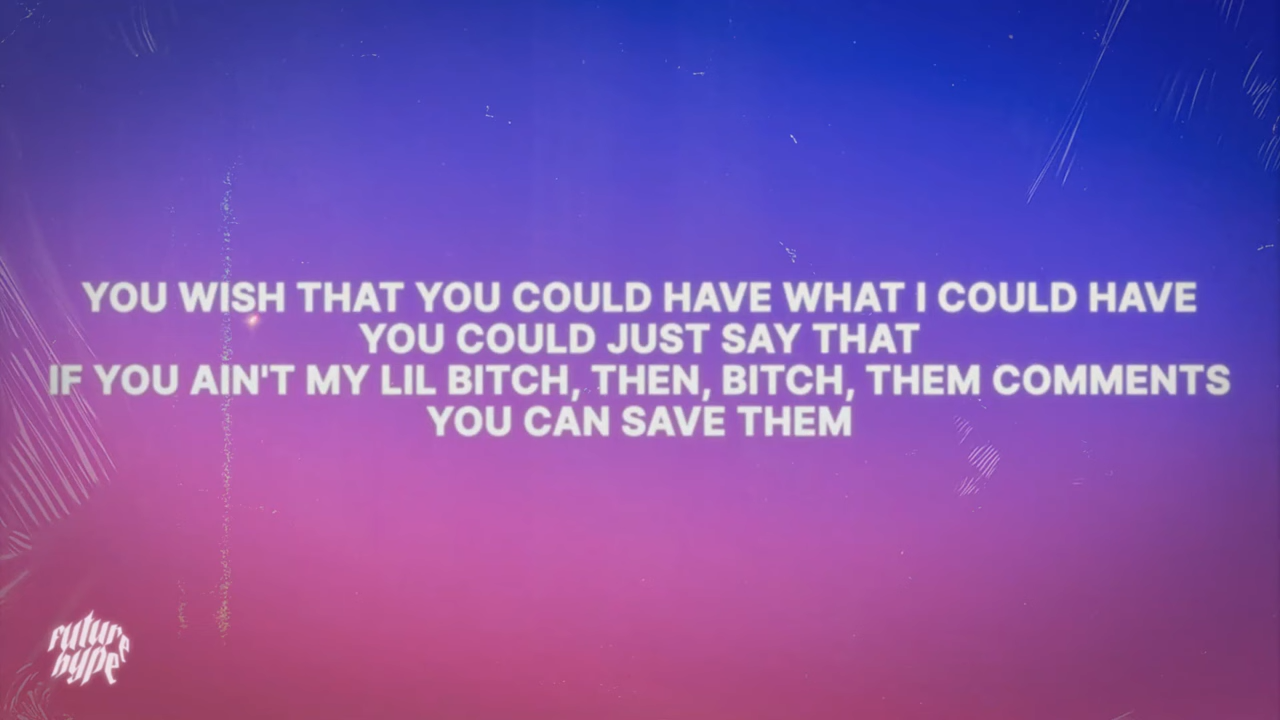 YOU WISH THAT YOU COULD HAVE WHAT I COULD HAVE
YOU COULD JUST SAY THAT
IF YOU AIN'T MY LIL BITCH, THEN, BITCH, THEM COMMENTS
YOU CAN SAVE THEM
future
hype